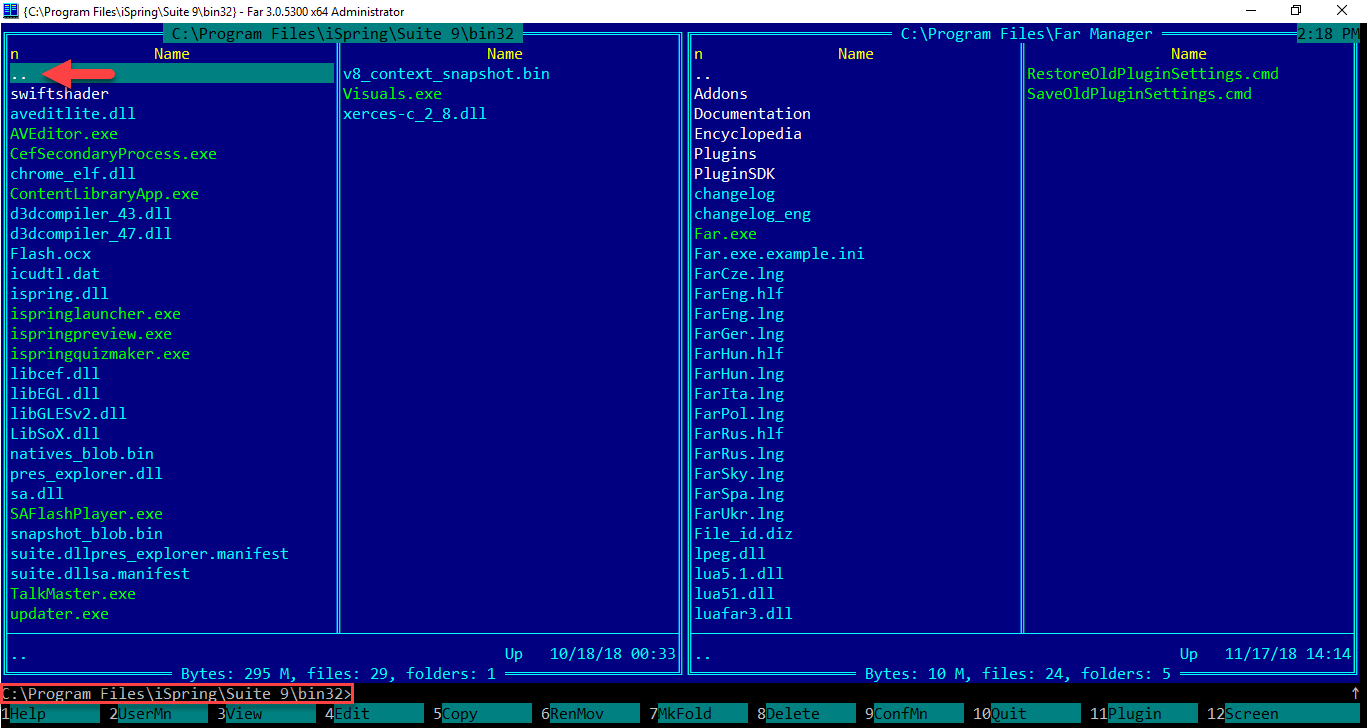 {C:\Program Files\iSpring\Suite 9\bin32} - Far 3.0.5300 x64 Administrator
C:\Program Files\iSpring\Suite 9\bin32
n Name Name
..
swiftshader
aveditlite.dll
AVEditor.exe
CefSecondaryProcess.exe
chrome_elf.dll
ContentLibraryApp.exe
d3dcompiler_43.dll
d3dcompiler_47.dll
Flash.ocx
icudtl.dat
ispring.dll
ispringlauncher.exe
ispringpreview.exe
ispringquizmaker.exe
libcef.dll
libEGL.dll
libGLESv2.dll
LibSoX.dll
natives_blob.bin
pres_explorer.dll
sa.dll
SAFlashPlayer.exe
snapshot_blob.bin
suite.dllpres_explorer.manifest
suite.dllsa.manifest
TalkMaster.exe
updater.exe
v8_context_snapshot.bin
Visuals.exe
xerces-c_2_8.dll
.. Up 10/18/18 00:33
Bytes: 295 M, files: 29, folders: 1
C:\Program Files\Far Manager
2:18 PM
n Name Name
..
Addons
Documentation
Encyclopedia
Plugins
PluginSDK
changelog
changelog_eng
Far.exe
Far.exe.example.ini
FarCze.lng
FarEng.hlf
FarEng.lng
FarGer.lng
FarHun.hlf
FarHun.lng
FarIta.lng
FarPol.lng
FarRus.hlf
FarRus.lng
FarSky.lng
FarSpa.lng
FarUkr.lng
File_id.diz
lpeg.dll
lua5.1.dll
lua51.dll
luafar3.dll
RestoreOldPluginSettings.cmd
SaveOldPluginSettings.cmd
.. Up 11/17/18 14:14
Bytes: 10 M, files: 24, folders: 5
C:\Program Files\iSpring\Suite 9\bin32> ↑
1Help 2UserMn 3View 4Edit 5Copy 6RenMov 7MkFold 8Delete 9ConfMn 10Quit 11Plugin 12Screen